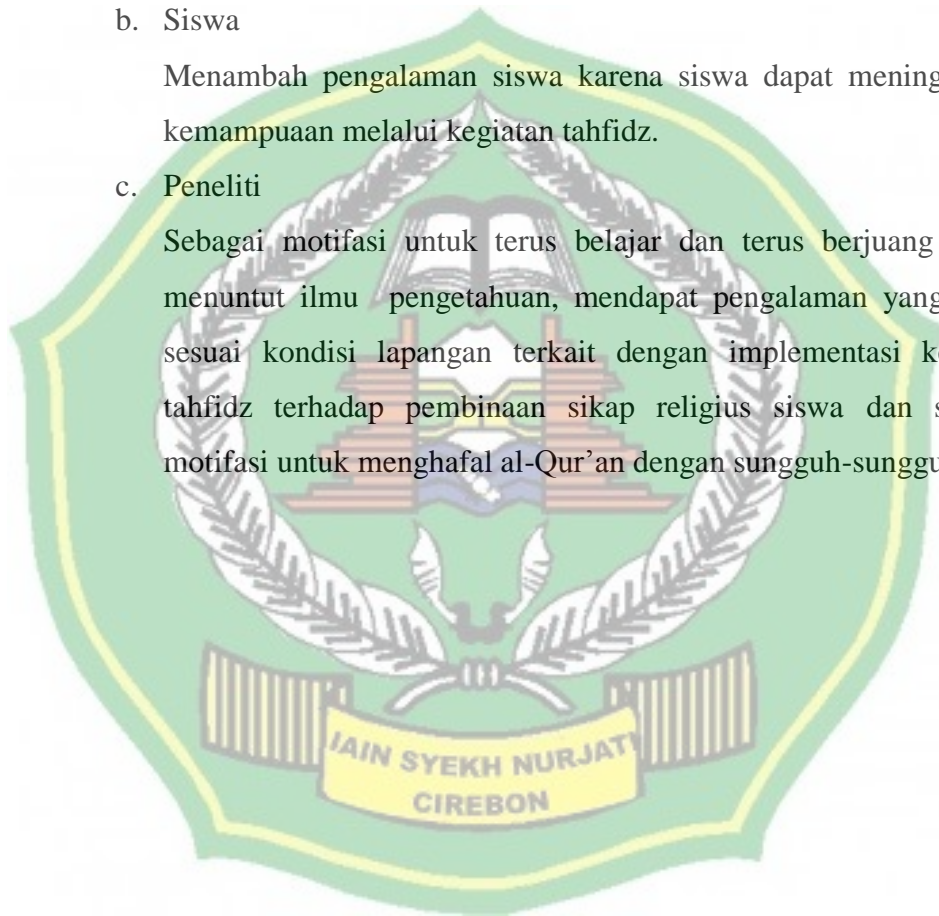 b. Siswa
Menambah pengalaman siswa karena siswa dapat mening
kemampuaan melalui kegiatan tahfidz.
c. Peneliti
Sebagai motifasi untuk terus belajar dan terus berjuang
menuntut ilmu pengetahuan, mendapat pengalaman yang
sesuai kondisi lapangan terkait dengan implementasi k
tahfidz terhadap pembinaan sikap religius siswa dan s
motifasi untuk menghafal al-Qur’an dengan sungguh-sunggu
IAIN SYEKH NURJATI
CIREBON